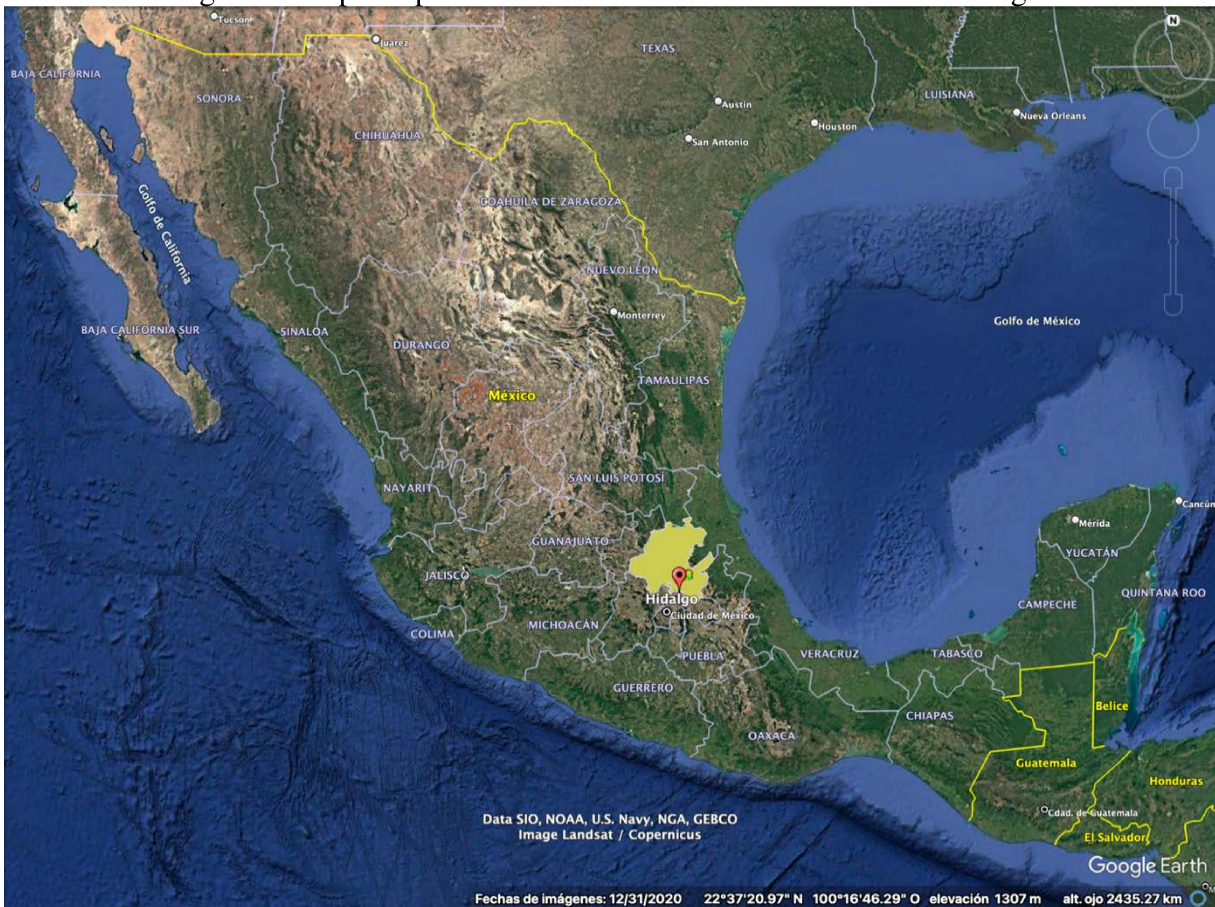 N
Tucson
Juarez
TEXAS
BAJA CALIFORNIA
SONORA
LUISIANA
Austin
Nueva Orleans
Houston
CHIHUAHUA
San Antonio
COAHUILA DE ZARAGOZA
Golfo de California
NUEVO LEÓN
Monterrey
Golfo de México
BAJA CALIFORNIA SUR
SINALOA
DURANGO
TAMAULIPAS
México
SAN LUIS POTOSÍ
NAYARIT
Cancún
Mérida
GUANAJUATO
YUCATÁN
JALISCO
QUINTANA ROO
Hidalgo
CAMPECHE
Ciudad de México
MICHOACÁN
COLIMA
PUEBLA
VERACRUZ
TABASCO
GUERRERO
Belice
CHIAPAS
OAXACA
Guatemala
Honduras
Cdad. de Guatemala
Data SIO, NOAA, U.S. Navy, NGA, GEBCO
Image Landsat / Copernicus
El Salvador
Google Earth
Fechas de imágenes: 12/31/2020 22°37'20.97" N 100°16'46.29" O elevación 1307 m alt. ojo 2435.27 km